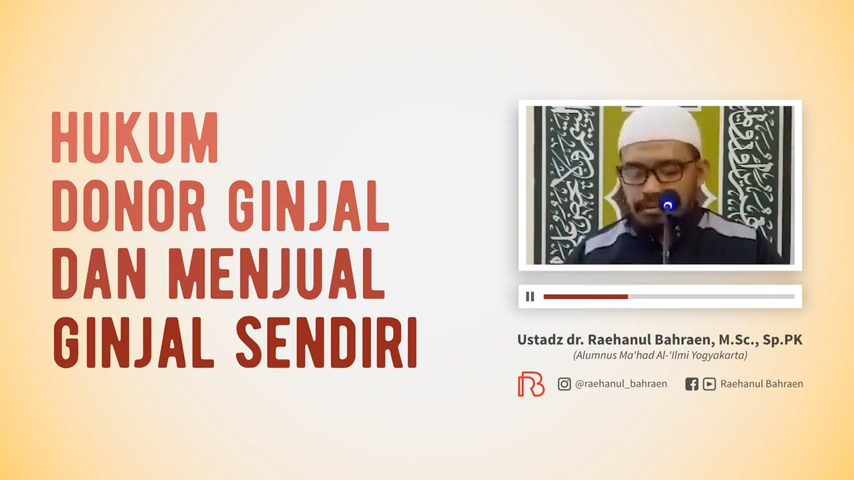 HUKUM
DONOR GINJAL
DAN MENJUAL
GINJAL SENDIRI
Ustadz dr. Raehanul Bahraen, M.Sc., Sp.PK
(Alumnus Ma'had Al-'Ilmi Yogyakarta)
@raehanul_bahraen Raehanul Bahraen